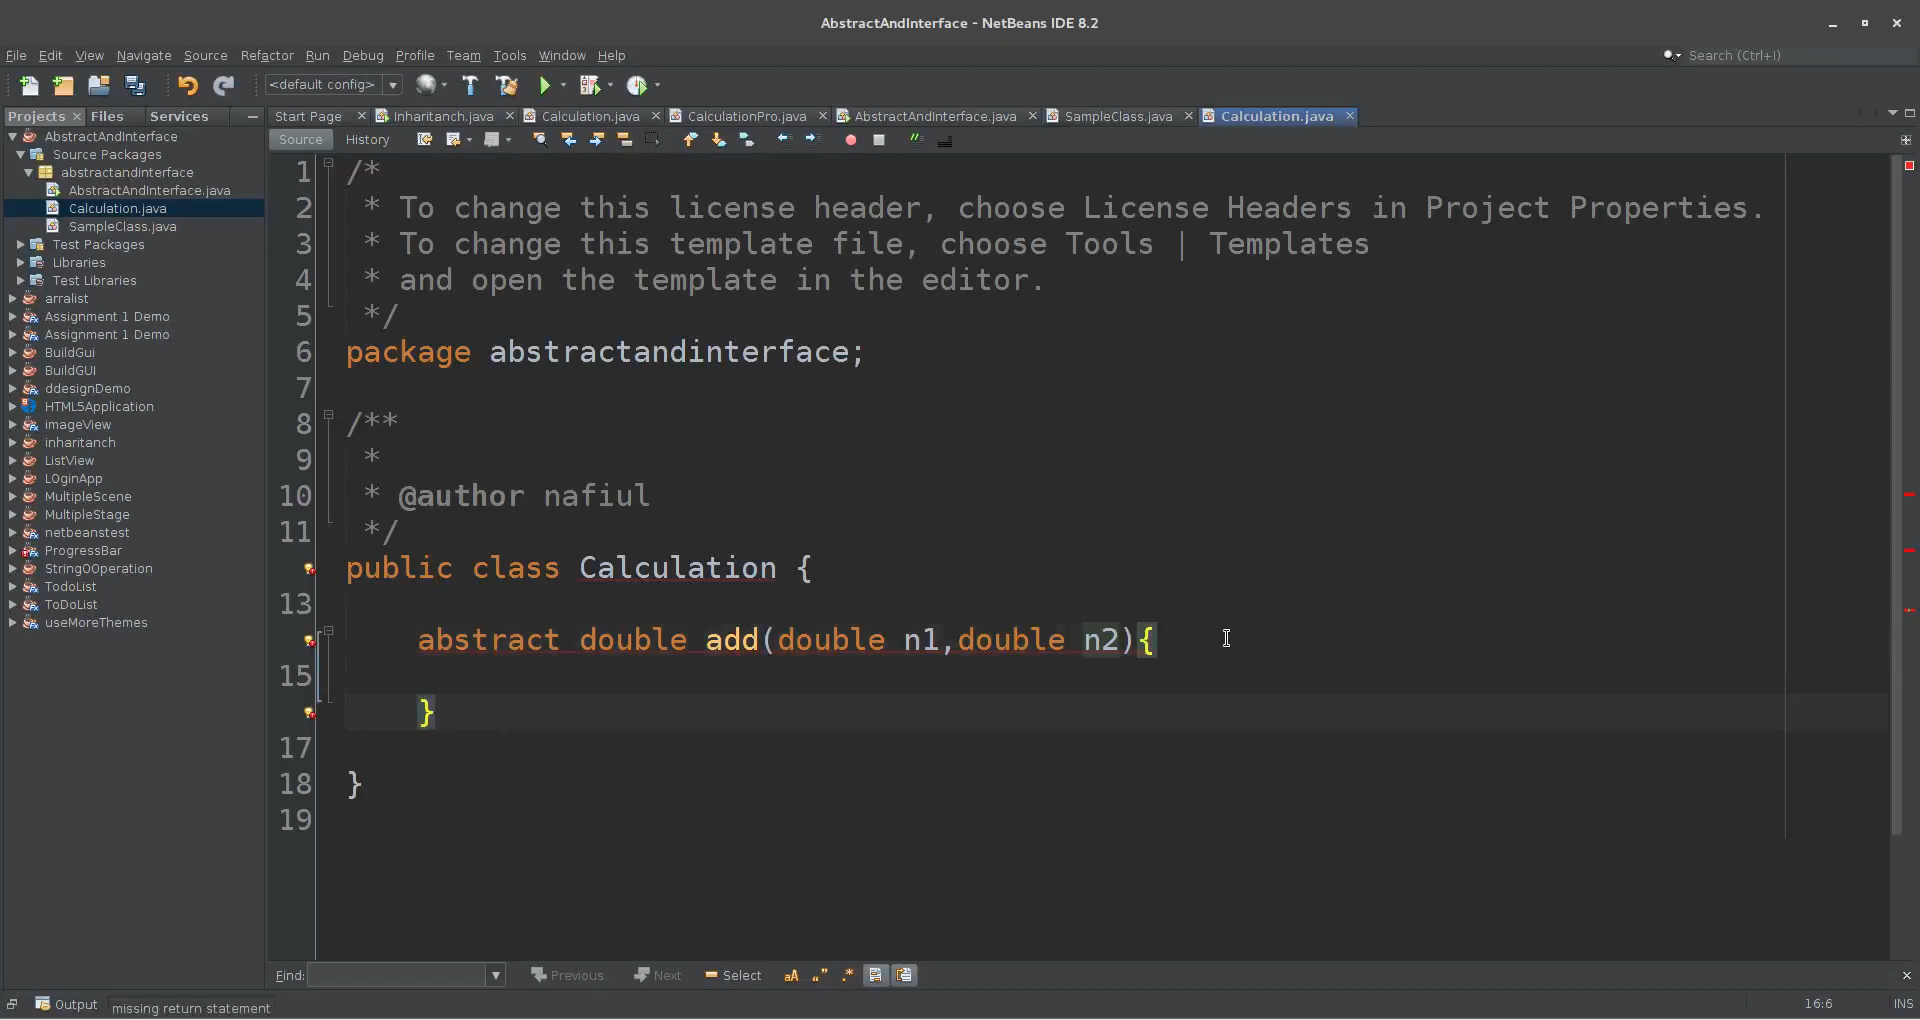 AbstractAndInterface - NetBeans IDE 8.2
File Edit View Navigate Source Refactor Run Debug Profile Team Tools Window Help
Search (Ctrl+I)
<default config>
Projects Files Services
Start Page Inharitanch.java Calculation.java CalculationPro.java AbstractAndInterface.java SampleClass.java Calculation.java
Source History
AbstractAndInterface
Source Packages
abstractandinterface
AbstractAndInterface.java
Calculation.java
SampleClass.java
Test Packages
Libraries
Test Libraries
arralist
Assignment 1 Demo
Assignment 1 Demo
BuildGui
BuildGUI
ddesignDemo
HTML5Application
imageView
inharitanch
ListView
LOginApp
MultipleScene
MultipleStage
netbeanstest
ProgressBar
StringOOperation
TodoList
ToDoList
useMoreThemes
1 /*
2 * To change this license header, choose License Headers in Project Properties.
3 * To change this template file, choose Tools | Templates
4 * and open the template in the editor.
5 */
6 package abstractandinterface;
7
8 /**
9 *
10 * @author nafiul
11 */
public class Calculation {
13
abstract double add(double n1,double n2){
15
}
17
18 }
19
Find: Previous Next Select aA
Output missing return statement 16:6 INS